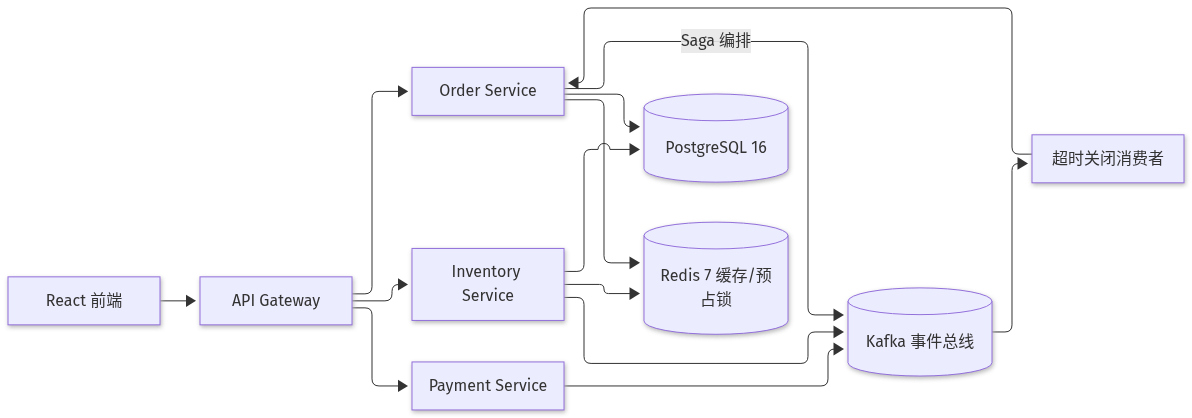 Saga 编排
Order Service
PostgreSQL 16
超时关闭消费者
Inventory
Service
Redis 7 缓存/预
占锁
React 前端
API Gateway
Kafka 事件总线
Payment Service